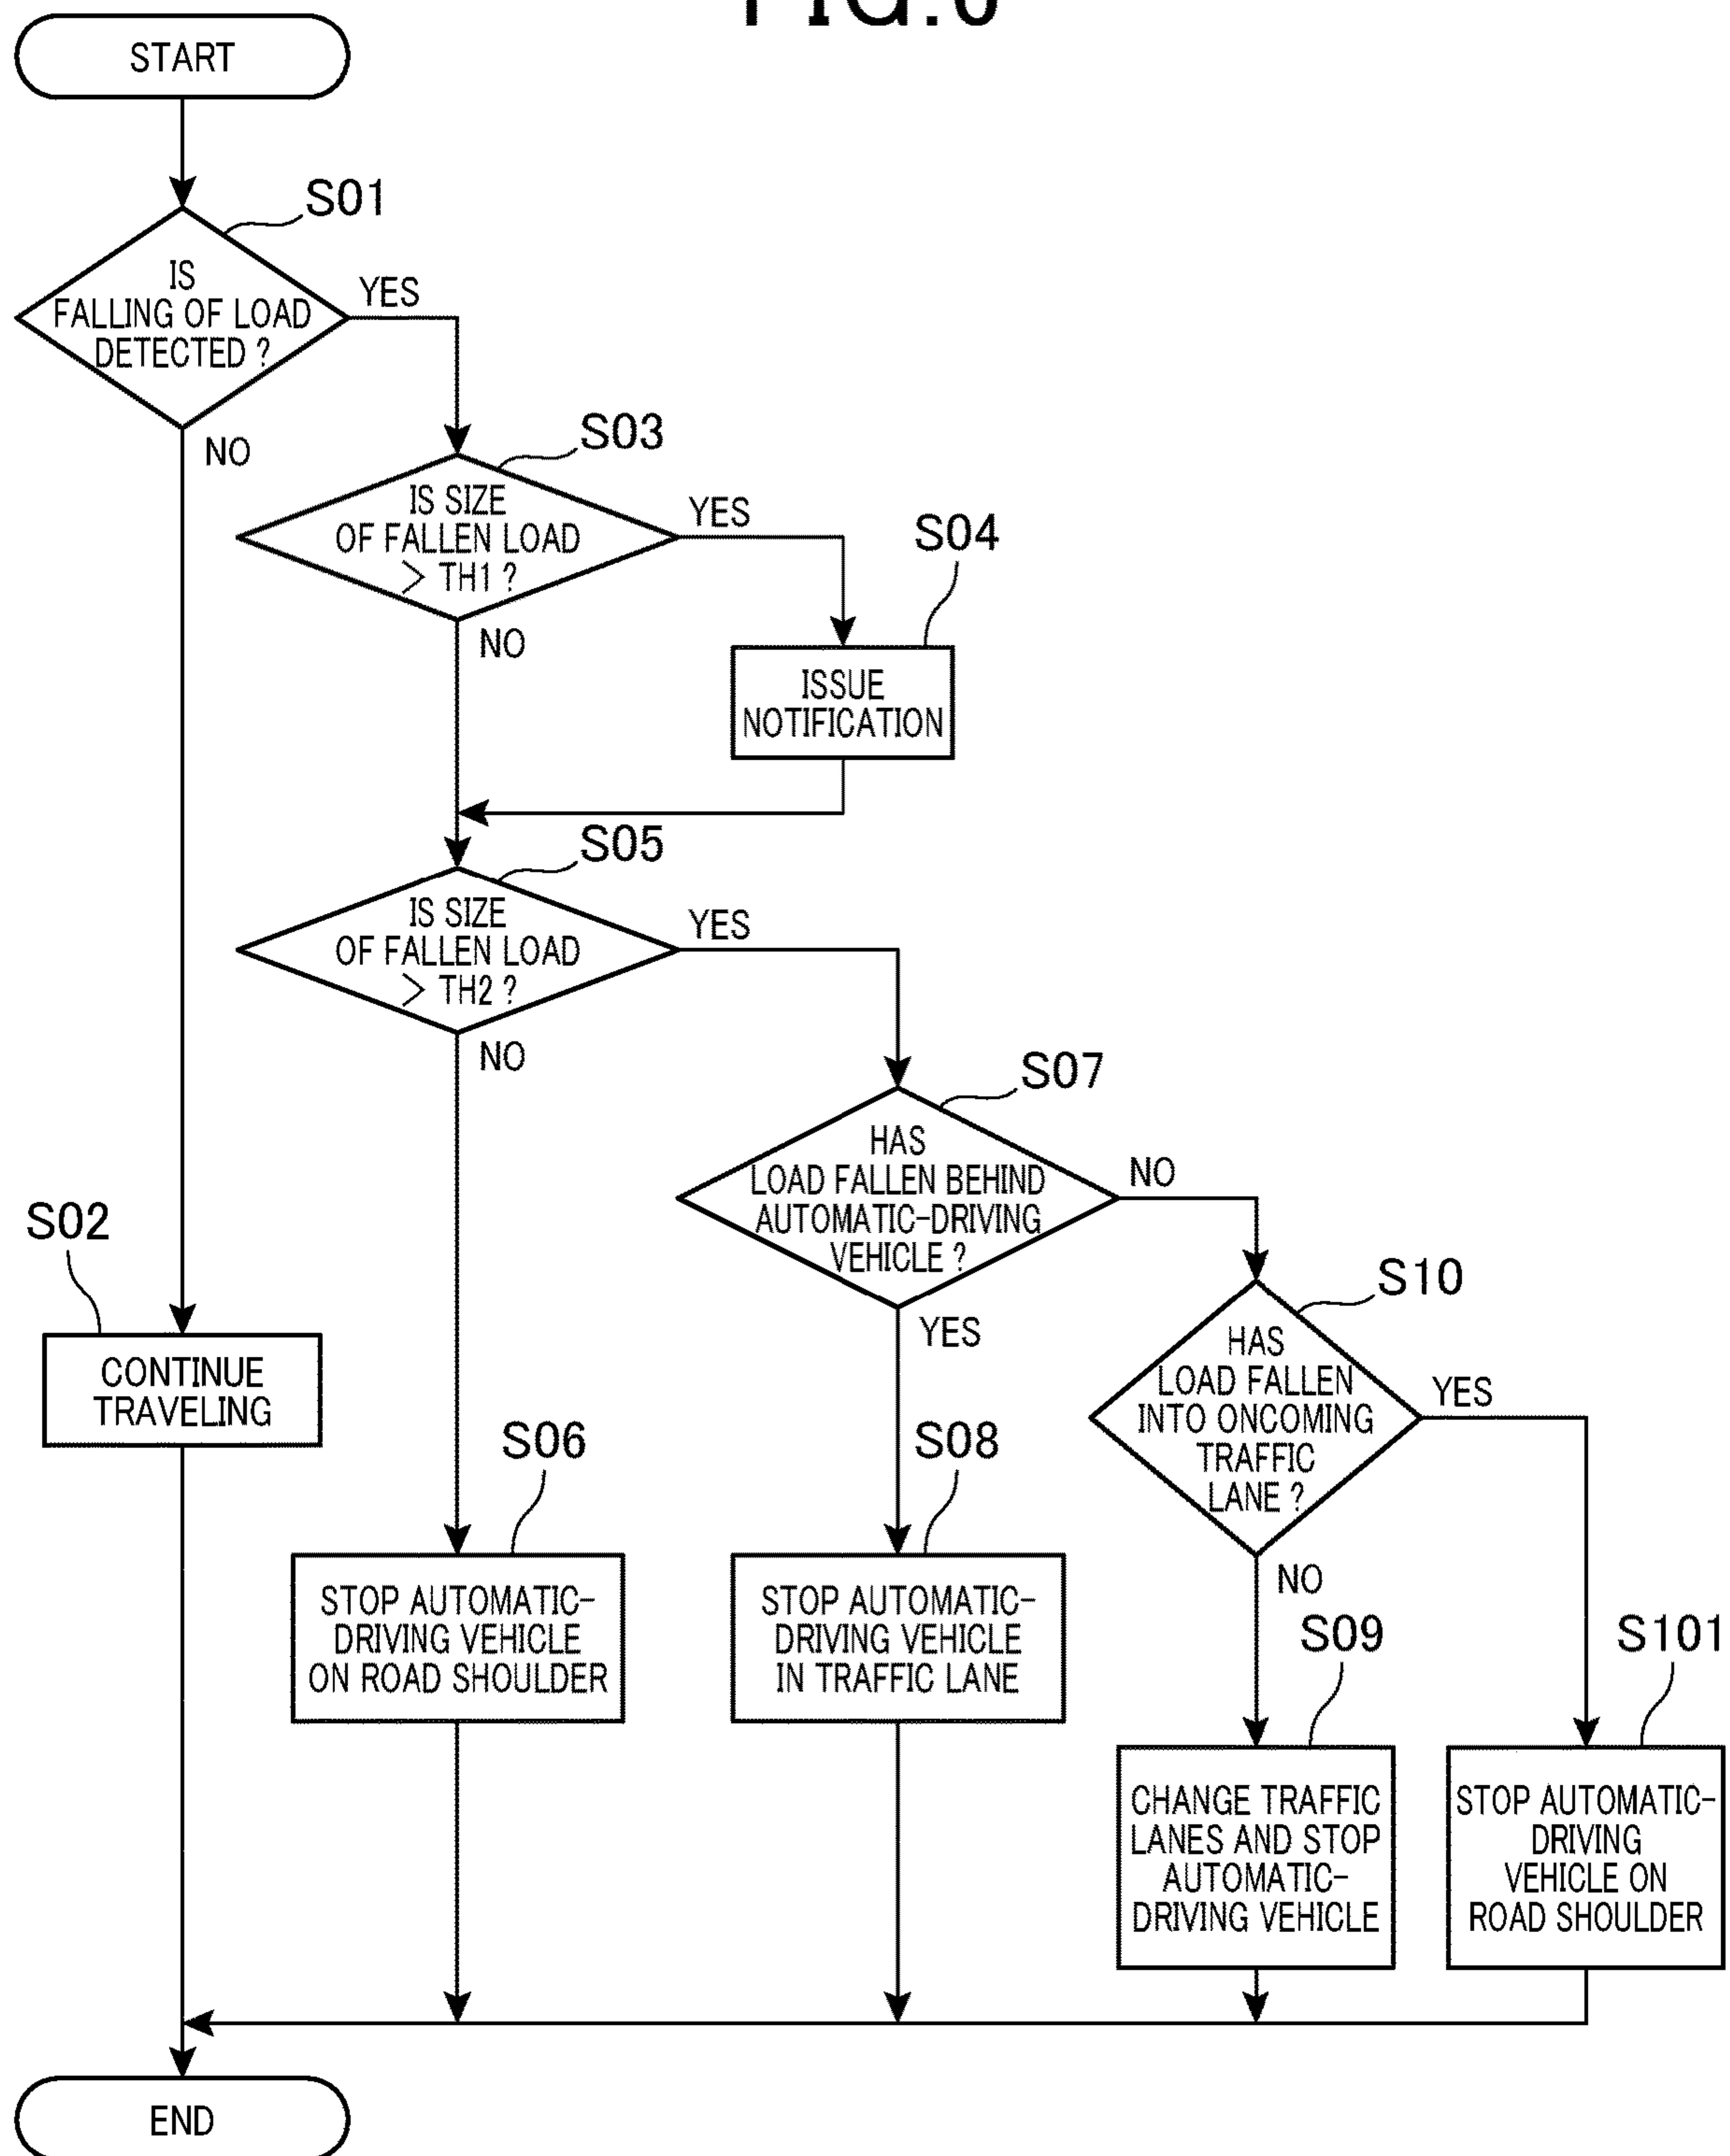 FIG.
START
S01
IS
FALLING OF LOAD
DETECTED ?
YES
NO
S03
IS SIZE
OF FALLEN LOAD
> TH1 ?
YES
NO
S04
ISSUE
NOTIFICATION
S05
IS SIZE
OF FALLEN LOAD
> TH2 ?
YES
NO
S07
HAS
LOAD FALLEN BEHIND
AUTOMATIC-DRIVING
VEHICLE ?
NO
YES
S02
CONTINUE
TRAVELING
S10
HAS
LOAD FALLEN
INTO ONCOMING
TRAFFIC
LANE ?
YES
NO
S06
STOP AUTOMATIC-
DRIVING VEHICLE
ON ROAD SHOULDER
S08
STOP AUTOMATIC-
DRIVING VEHICLE
IN TRAFFIC LANE
S09
CHANGE TRAFFIC
LANES AND STOP
AUTOMATIC-
DRIVING VEHICLE
S101
STOP AUTOMATIC-
DRIVING
VEHICLE ON
ROAD SHOULDER
END